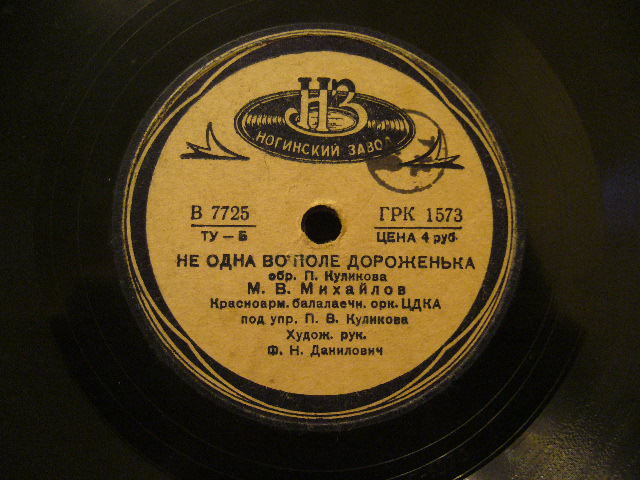 НЗ
НОГИНСКИЙ ЗАВОД
В 7725 ГРК 1573
ТУ — Б ЦЕНА 4 руб.
НЕ ОДНА ВО ПОЛЕ ДОРОЖЕНЬКА
обр. П. Куликова
М. В. Михайлов
Красноарм. балалаечн. орк. ЦДКА
под упр. П. В. Куликова
Худож. рук.
Ф. Н. Данилович